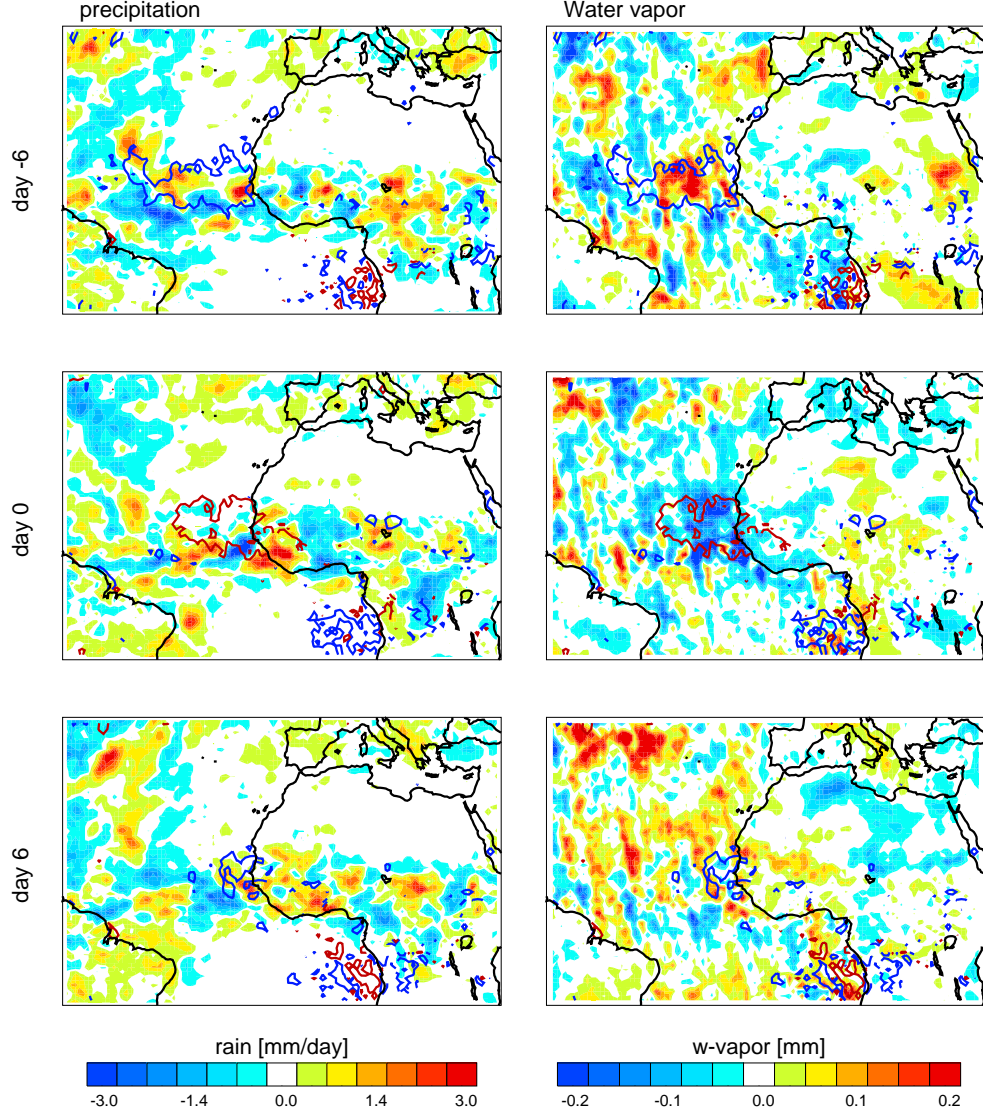 precipitation
Water vapor
day -6
day 0
day 6
rain [mm/day]
w-vapor [mm]
-3.0 -1.4 0.0 1.4 3.0
-0.2 -0.1 0.0 0.1 0.2